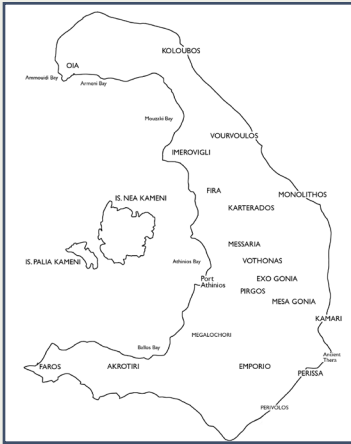 KOLOUBOS
OIA
Ammoudi Bay
Armeni Bay
Mouzaki Bay
VOURVOULOS
IMEROVIGLI
FIRA
MONOLITHOS
IS. NEA KAMENI
KARTERADOS
MESSARIA
IS. PALIA KAMENI
Athinios Bay
VOTHONAS
Port
Athinios
EXO GONIA
PIRGOS
MESA GONIA
KAMARI
MEGALOCHORI
Balios Bay
Ancient
Thera
FAROS
AKROTIRI
EMPORIO
PERISSA
PERIVOLOS